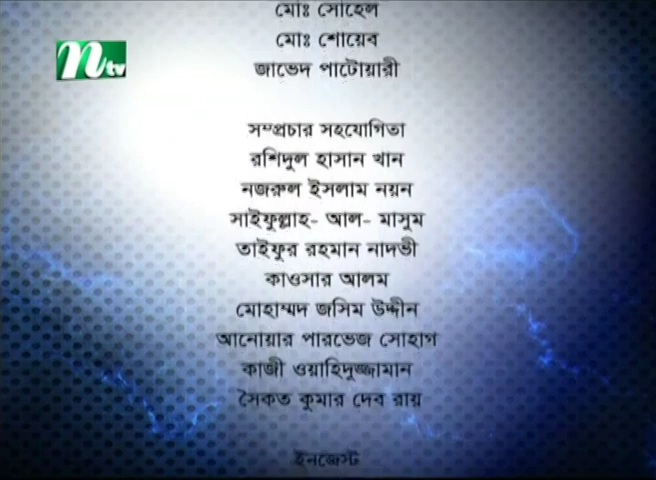 মোঃ সোহেল
মোঃ শোয়েব
ntv
জাভেদ পাটোয়ারী
সম্প্রচার সহযোগিতা
রশিদুল হাসান খান
নজরুল ইসলাম নয়ন
সাইফুল্লাহ- আল- মাসুম
তাইফুর রহমান নাদভী
কাওসার আলম
মোহাম্মদ জসিম উদ্দীন
আনোয়ার পারভেজ সোহাগ
কাজী ওয়াহিদুজ্জামান
সৈকত কুমার দেব রায়
ইনজেস্ট